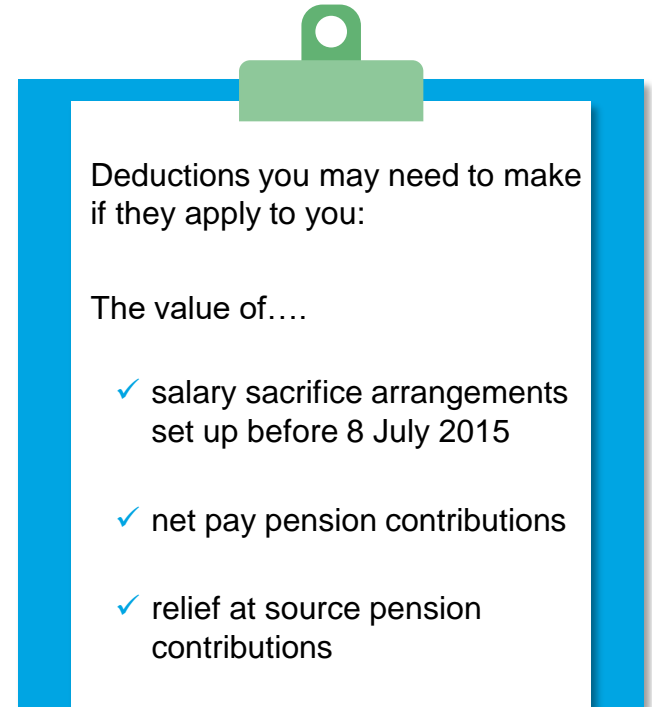 Deductions you may need to make
if they apply to you:
The value of….
✓ salary sacrifice arrangements
set up before 8 July 2015
✓ net pay pension contributions
✓ relief at source pension
contributions